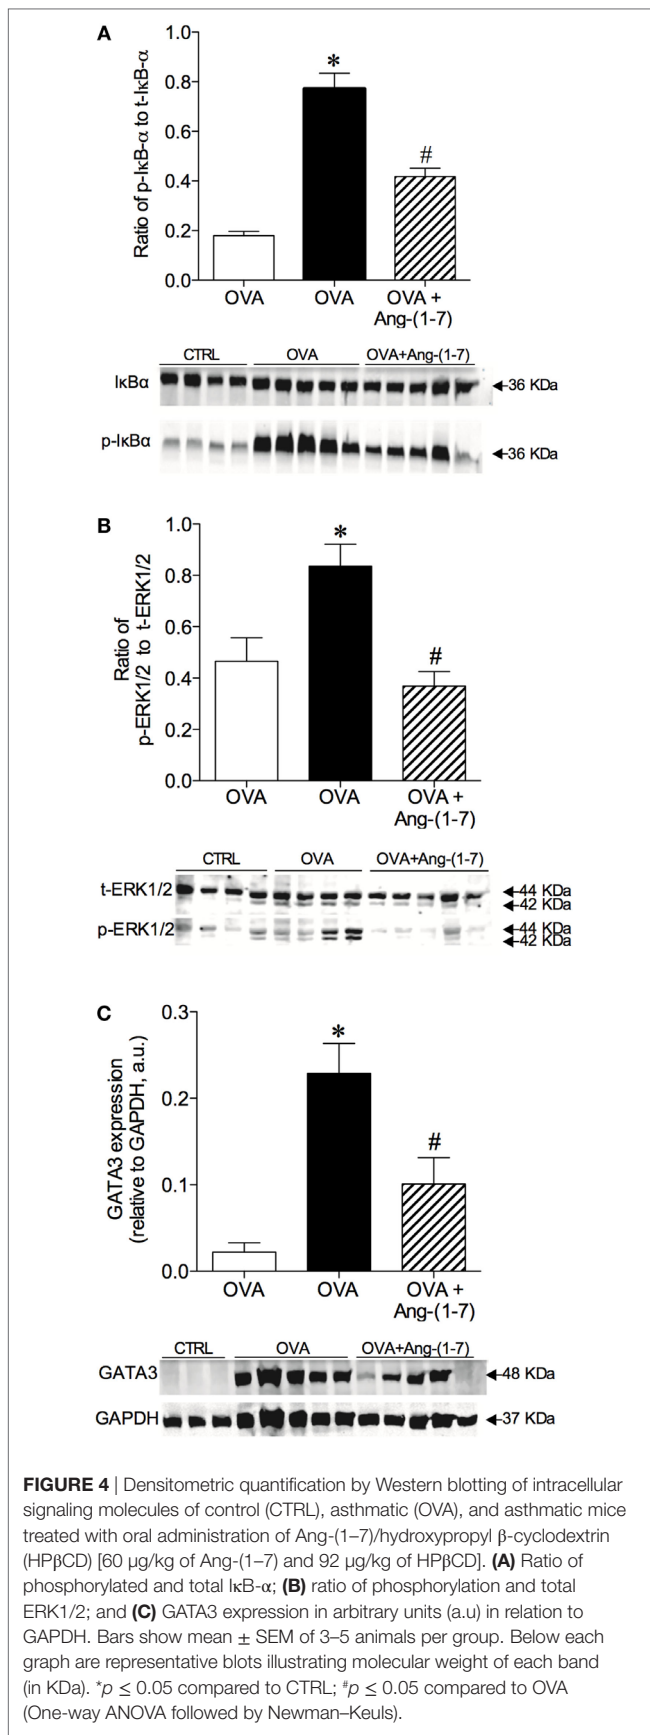 A
Ratio of p-IκB-α to t-IκB-α
1.0
0.8
0.6
0.4
0.2
0.0
*
#
OVA OVA OVA +
Ang-(1-7)
CTRL OVA OVA+Ang-(1-7)
IκBα 36 KDa
p-IκBα 36 KDa
B
Ratio of
p-ERK1/2 to t-ERK1/2
1.0
0.8
0.6
0.4
0.2
0.0
*
#
OVA OVA OVA +
Ang-(1-7)
CTRL OVA OVA+Ang-(1-7)
t-ERK1/2 44 KDa
42 KDa
p-ERK1/2 44 KDa
42 KDa
C
GATA3 expression
(relative to GAPDH, a.u.)
0.3
0.2
0.1
0.0
*
#
OVA OVA OVA +
Ang-(1-7)
CTRL OVA OVA+Ang-(1-7)
GATA3 48 KDa
GAPDH 37 KDa
FIGURE 4 | Densitometric quantification by Western blotting of intracellular
signaling molecules of control (CTRL), asthmatic (OVA), and asthmatic mice
treated with oral administration of Ang-(1–7)/hydroxypropyl β-cyclodextrin
(HPβCD) [60 µg/kg of Ang-(1–7) and 92 µg/kg of HPβCD]. (A) Ratio of
phosphorylated and total IκB-α; (B) ratio of phosphorylation and total
ERK1/2; and (C) GATA3 expression in arbitrary units (a.u) in relation to
GAPDH. Bars show mean ± SEM of 3–5 animals per group. Below each
graph are representative blots illustrating molecular weight of each band
(in KDa). *p ≤ 0.05 compared to CTRL; #p ≤ 0.05 compared to OVA
(One-way ANOVA followed by Newman–Keuls).